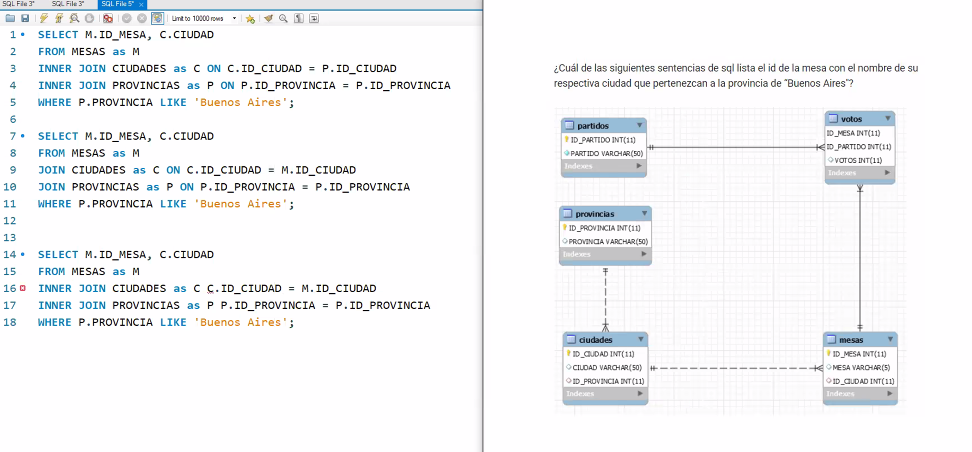 SQL File 3*
SQL File 3*
SQL File 5*
Limit to 10000 rows
1 SELECT M.ID_MESA, C.CIUDAD
2 FROM MESAS as M
3 INNER JOIN CIUDADES as C ON C.ID_CIUDAD = P.ID_CIUDAD
4 INNER JOIN PROVINCIAS as P ON P.ID_PROVINCIA = P.ID_PROVINCIA
5 WHERE P.PROVINCIA LIKE 'Buenos Aires';
6
7 SELECT M.ID_MESA, C.CIUDAD
8 FROM MESAS as M
9 JOIN CIUDADES as C ON C.ID_CIUDAD = M.ID_CIUDAD
10 JOIN PROVINCIAS as P ON P.ID_PROVINCIA = P.ID_PROVINCIA
11 WHERE P.PROVINCIA LIKE 'Buenos Aires';
12
13
14 SELECT M.ID_MESA, C.CIUDAD
15 FROM MESAS as M
16 INNER JOIN CIUDADES as C C.ID_CIUDAD = M.ID_CIUDAD
17 INNER JOIN PROVINCIAS as P P.ID_PROVINCIA = P.ID_PROVINCIA
18 WHERE P.PROVINCIA LIKE 'Buenos Aires';
¿Cuál de las siguientes sentencias de sql lista el id de la mesa con el nombre de su
respectiva ciudad que pertenezcan a la provincia de “Buenos Aires”?
partidos
ID_PARTIDO INT(11)
PARTIDO VARCHAR(50)
Indexes
votos
ID_MESA INT(11)
ID_PARTIDO INT(11)
VOTOS INT(11)
Indexes
provincias
ID_PROVINCIA INT(11)
PROVINCIA VARCHAR(50)
Indexes
ciudades
ID_CIUDAD INT(11)
CIUDAD VARCHAR(50)
ID_PROVINCIA INT(11)
Indexes
mesas
ID_MESA INT(11)
MESA VARCHAR(5)
ID_CIUDAD INT(11)
Indexes